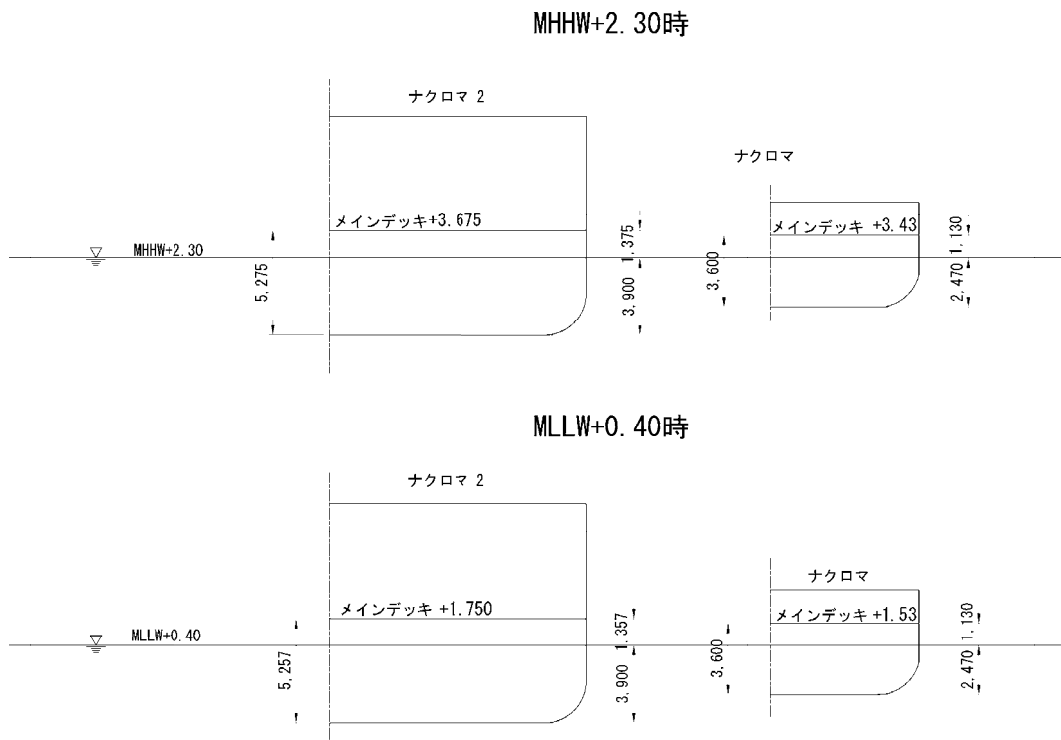 MHHW+2.30時
ナクロマ 2
ナクロマ
メインデッキ+3.675
メインデッキ +3.43
MHHW+2.30
5,275
1,375
3,900
3,600
1,130
2,470
MLLW+0.40時
ナクロマ 2
ナクロマ
メインデッキ +1.750
メインデッキ +1.53
MLLW+0.40
5,257
1,357
3,900
3,600
1,130
2,470